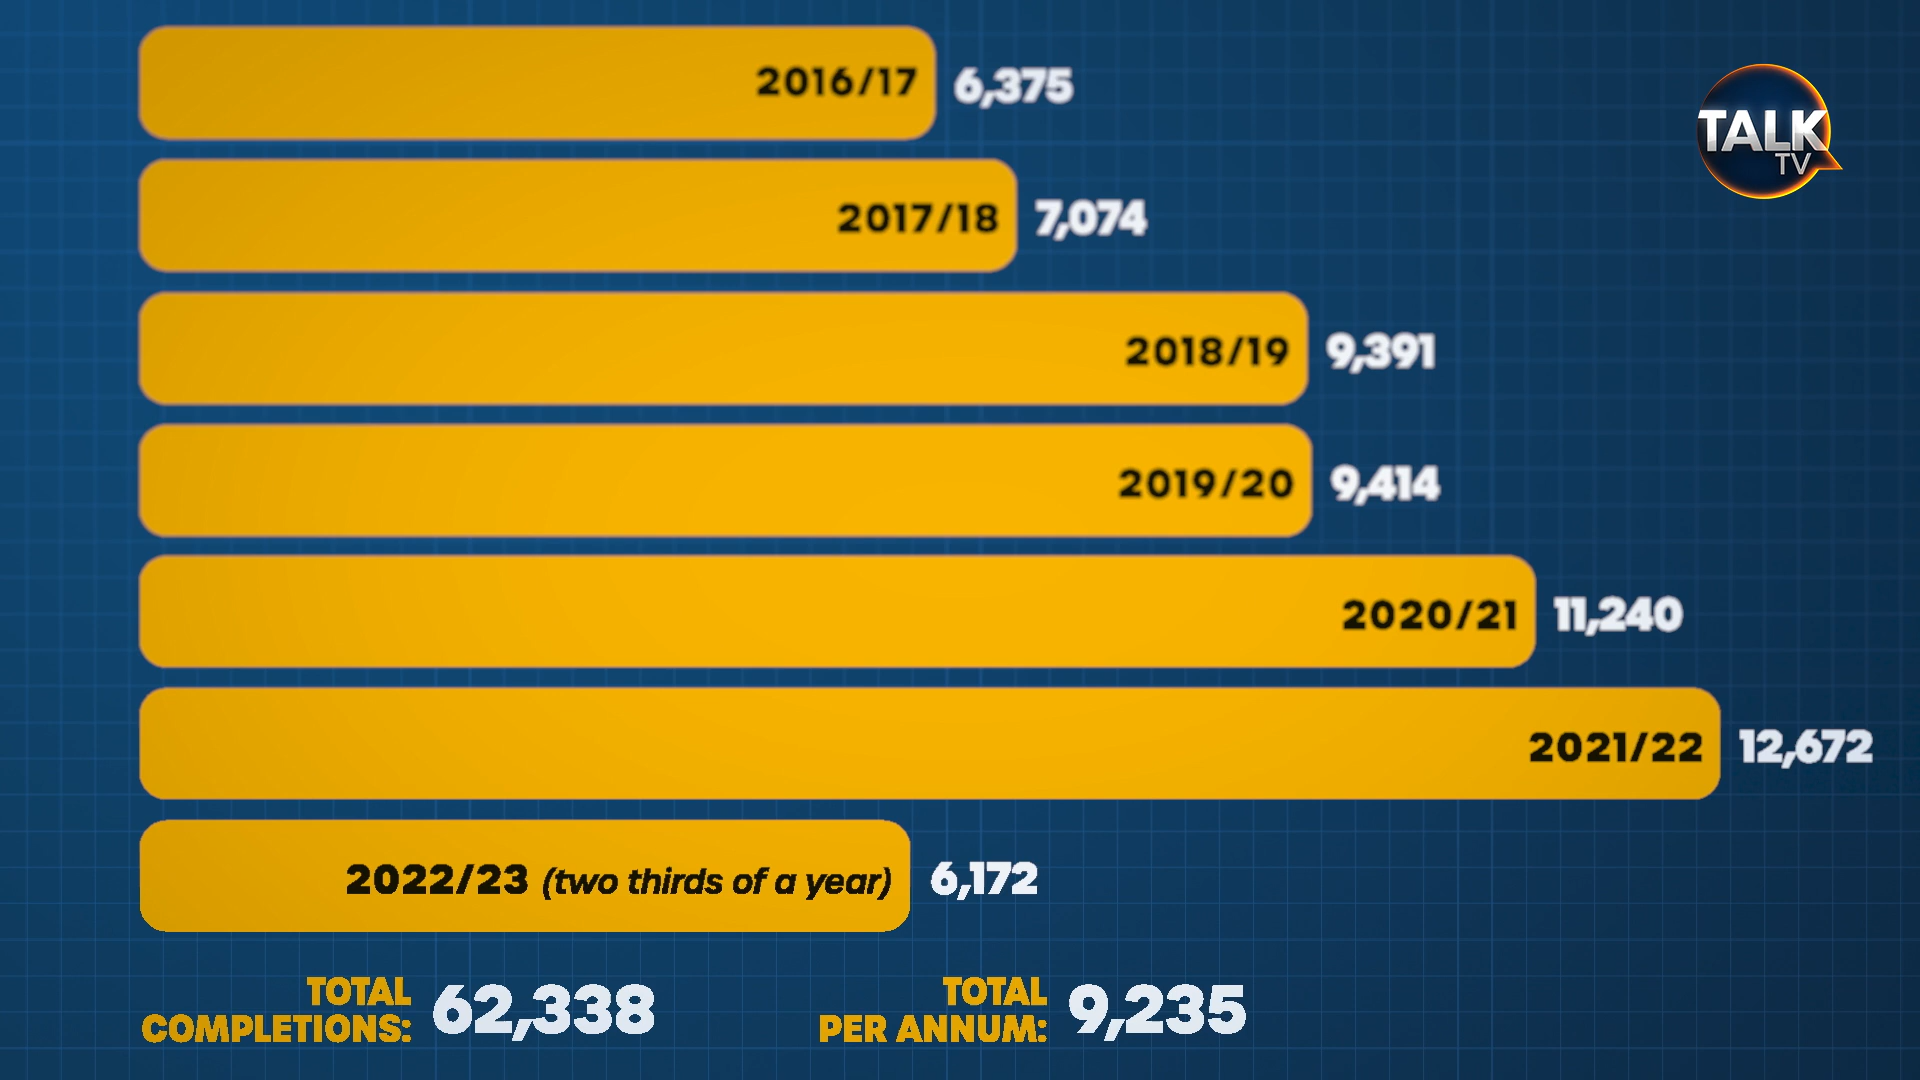 2016/17 6,375
TALK
TV
2017/18 7,074
2018/19 9,391
2019/20 9,414
2020/21 11,240
2021/22 12,672
2022/23 (two thirds of a year) 6,172
TOTAL
COMPLETIONS: 62,338
TOTAL
PER ANNUM: 9,235